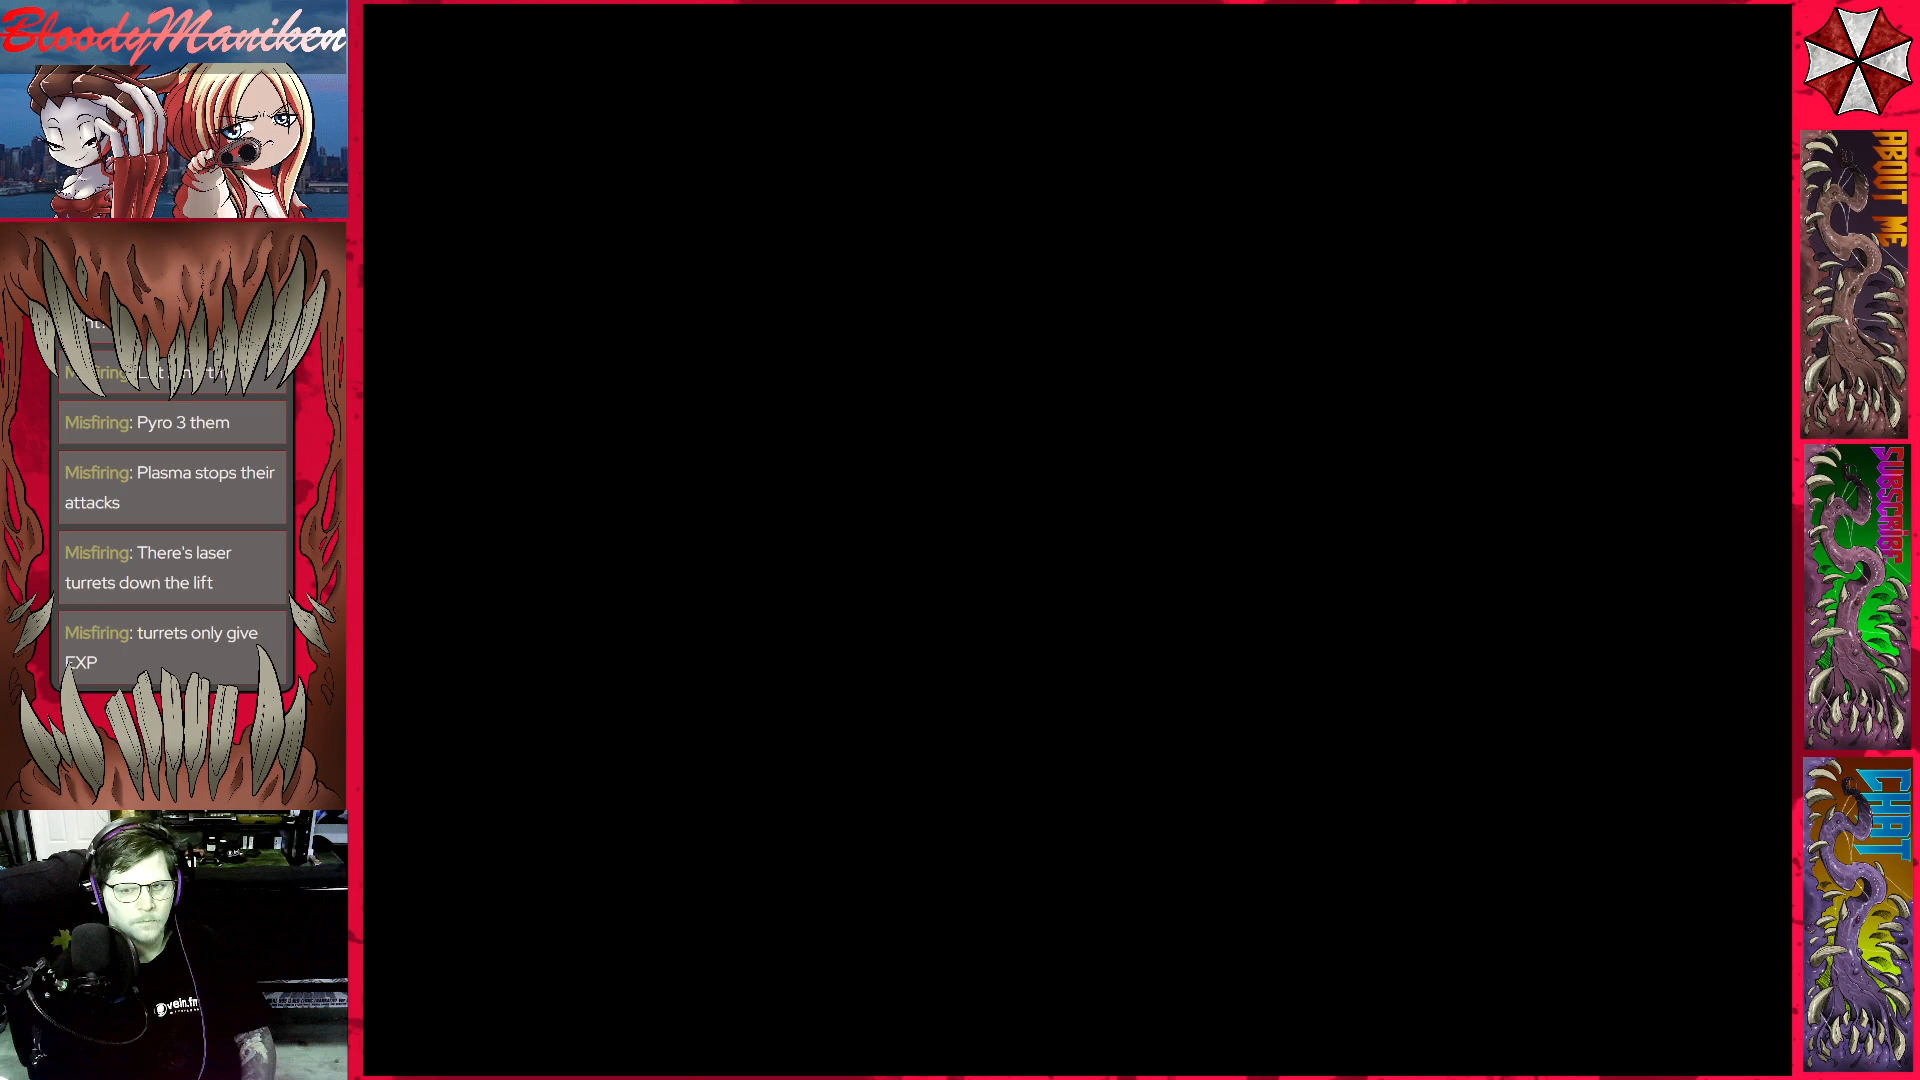 BloodyManiken
Misfiring: Pyro 3 them
Misfiring: Plasma stops their
attacks
Misfiring: There's laser
turrets down the lift
Misfiring: turrets only give
EXP
vein.fm
ABOUT ME
SUBSCRIBE
CHAT